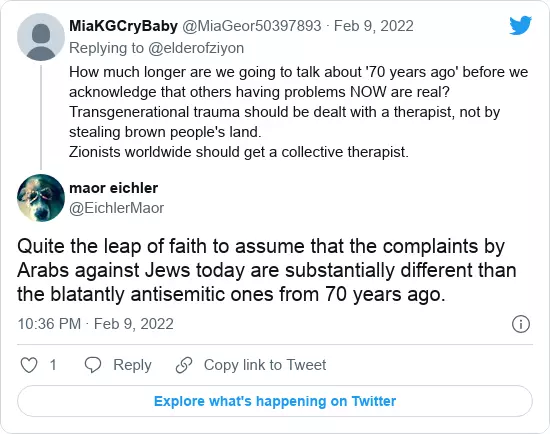 MiaKGCryBaby @MiaGeor50397893 · Feb 9, 2022
Replying to @elderofziyon
How much longer are we going to talk about '70 years ago' before we
acknowledge that others having problems NOW are real?
Transgenerational trauma should be dealt with a therapist, not by
stealing brown people's land.
Zionists worldwide should get a collective therapist.
maor eichler
@EichlerMaor
Quite the leap of faith to assume that the complaints by
Arabs against Jews today are substantially different than
the blatantly antisemitic ones from 70 years ago.
10:36 PM · Feb 9, 2022
1 Reply Copy link to Tweet
Explore what's happening on Twitter